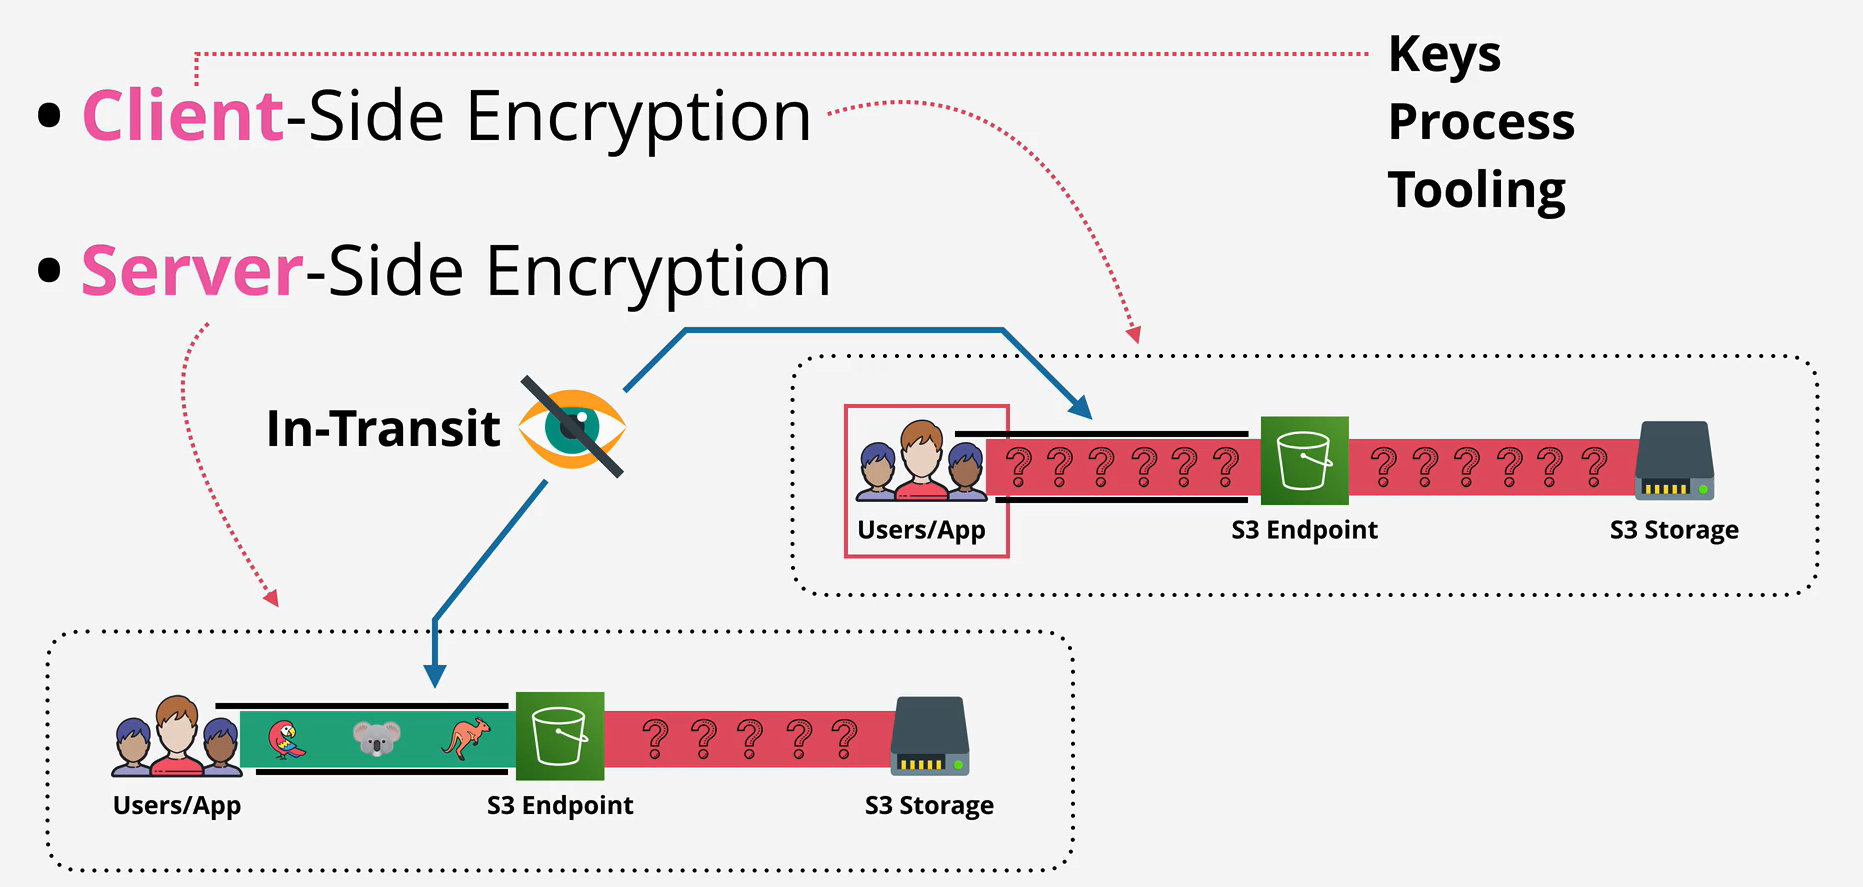 Keys
Process
Tooling
• Client-Side Encryption
• Server-Side Encryption
In-Transit
? ? ? ? ? ? ? ? ? ? ? ?
Users/App S3 Endpoint S3 Storage
? ? ? ? ?
Users/App S3 Endpoint S3 Storage